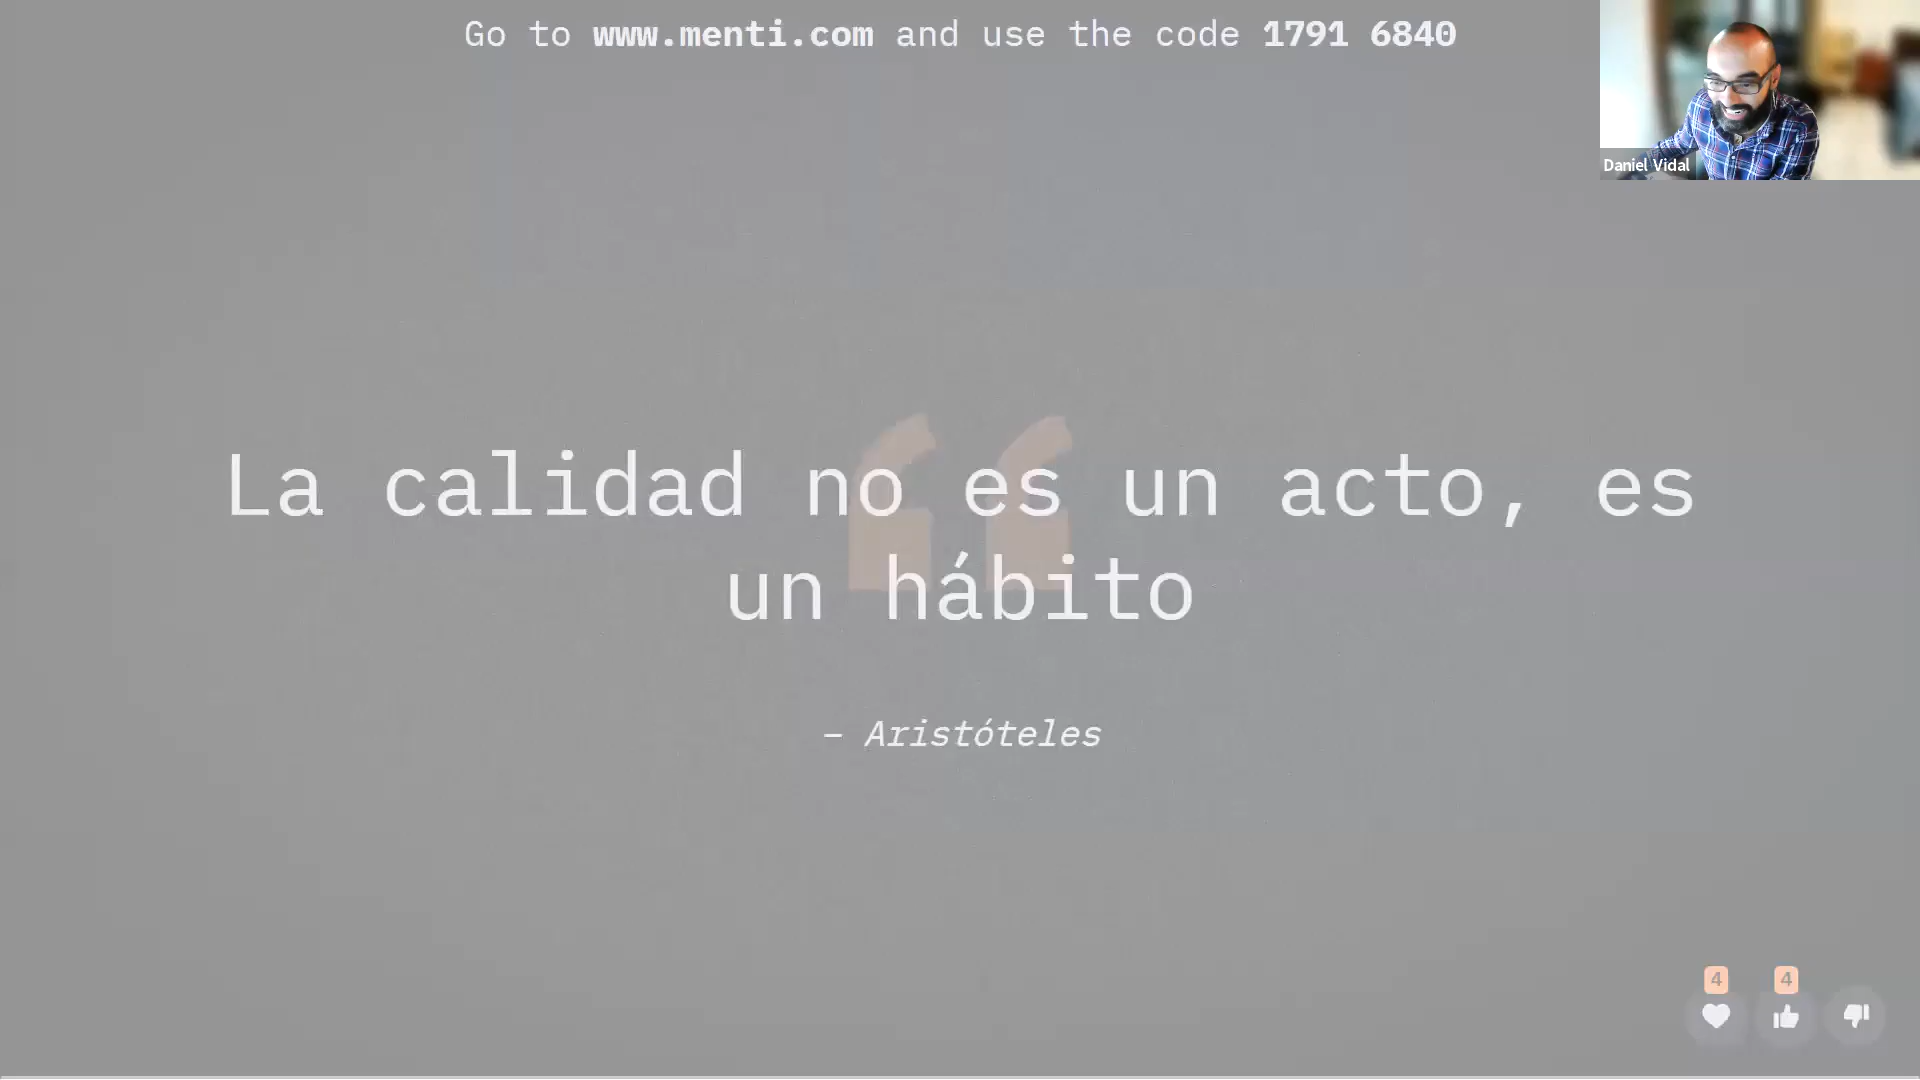 Go to www.menti.com and use the code 1791 6840
Daniel Vidal
La calidad no es un acto, es
un hábito
– Aristóteles
4
4